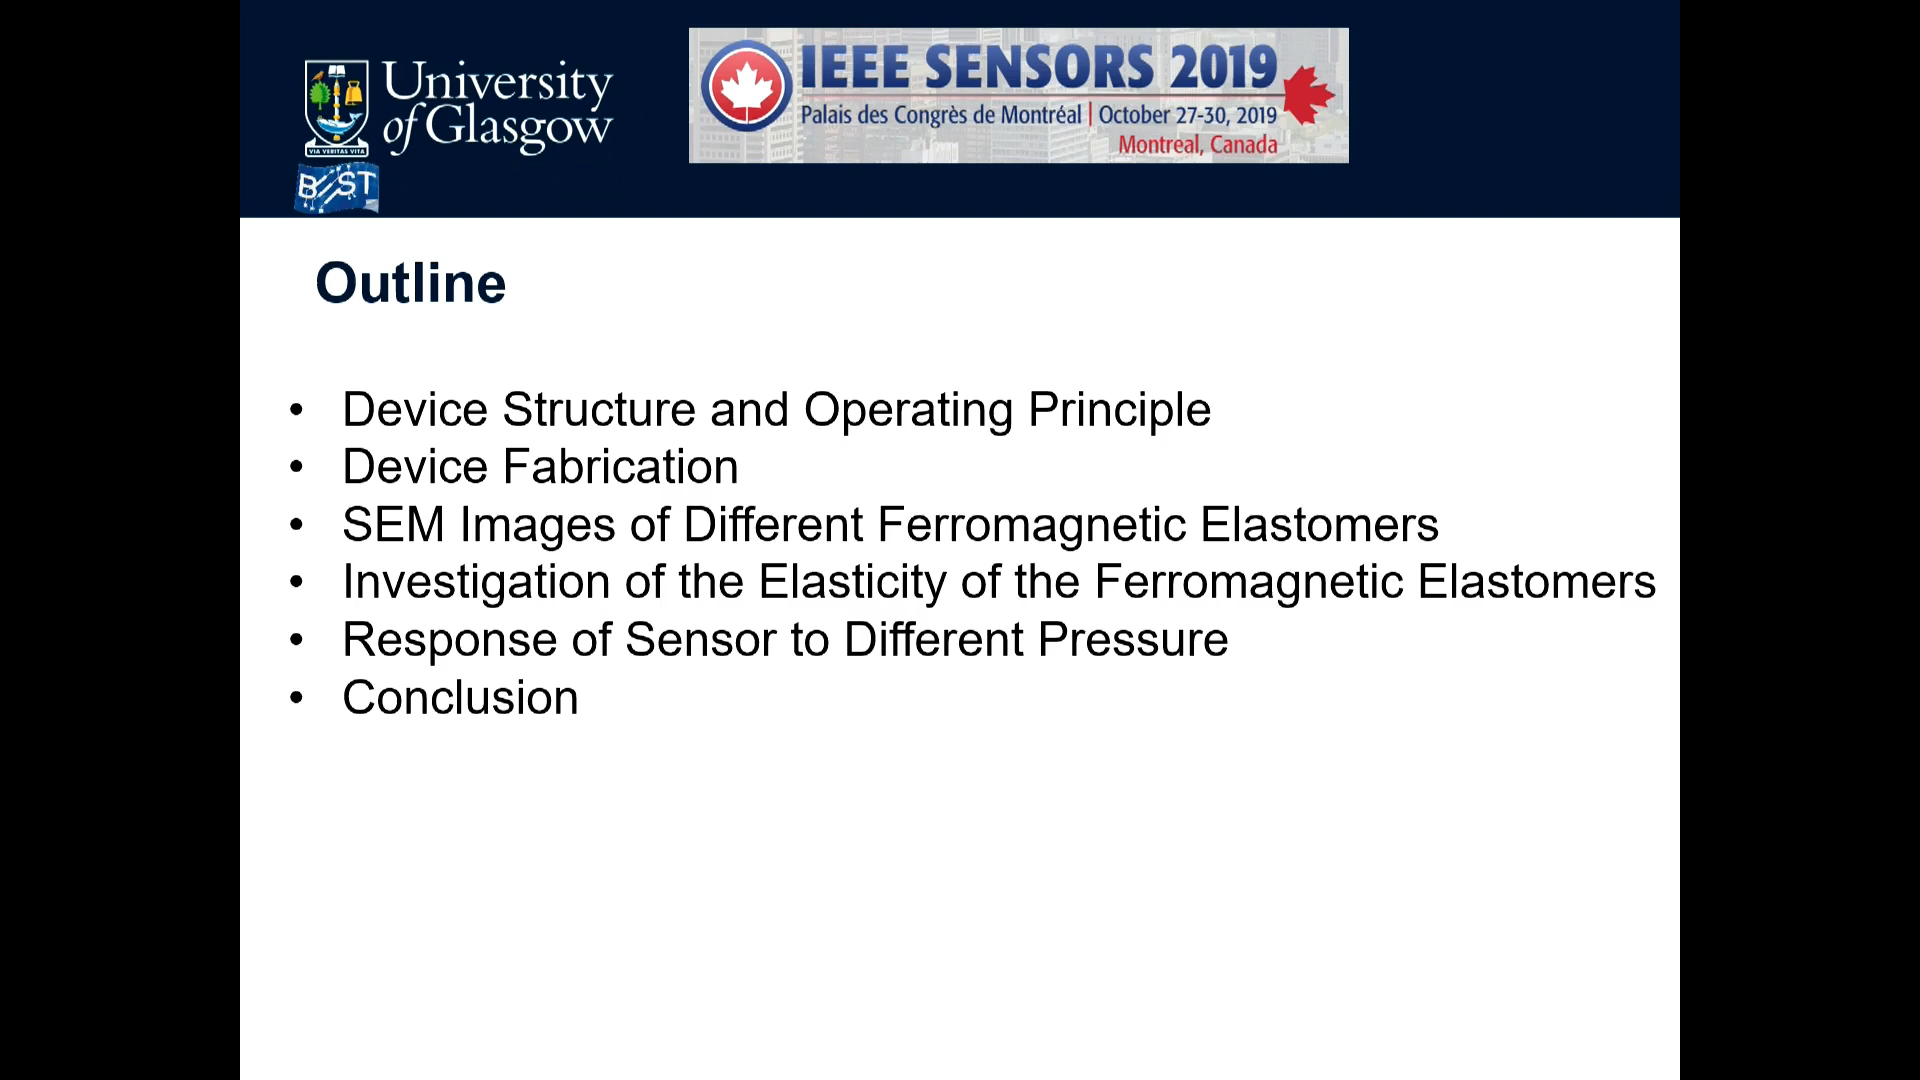 University
of Glasgow
VIA VERITAS VITA
IEEE SENSORS 2019
Palais des Congrès de Montréal | October 27-30, 2019
Montreal, Canada
Outline
• Device Structure and Operating Principle
• Device Fabrication
• SEM Images of Different Ferromagnetic Elastomers
• Investigation of the Elasticity of the Ferromagnetic Elastomers
• Response of Sensor to Different Pressure
• Conclusion